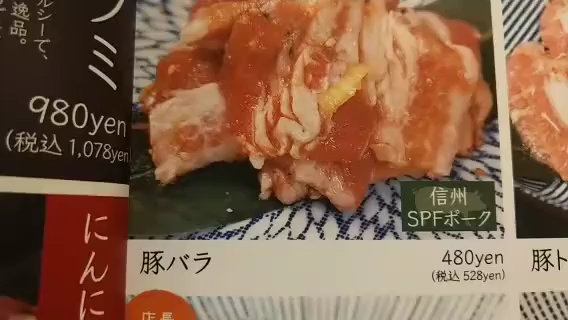 ルシーで、
逸品。
ミ
980yen
(税込 1,078yen
信州
SPFポーク
豚バラ
480yen
(税込 528yen)
豚ト
にんに
店長